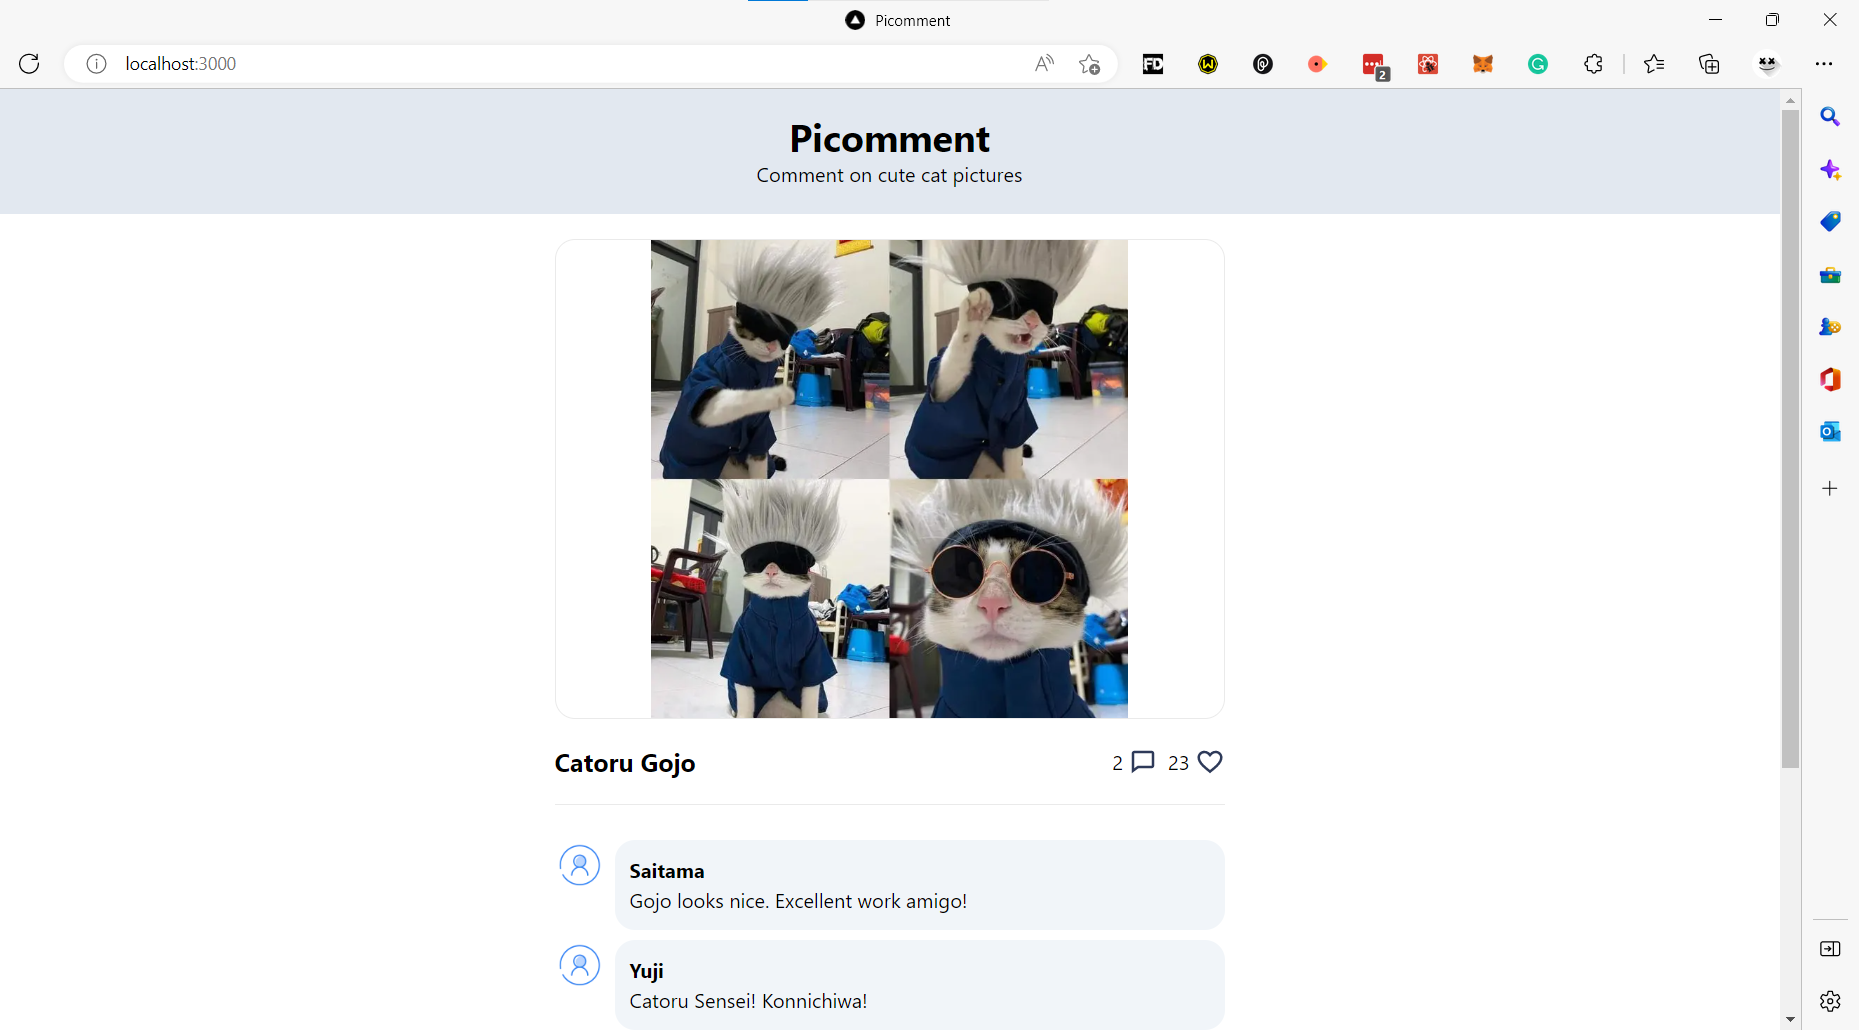 Picomment
localhost:3000
A
FD
W
2
G
Picomment
Comment on cute cat pictures
Catoru Gojo
2 23
Saitama
Gojo looks nice. Excellent work amigo!
Yuji
Catoru Sensei! Konnichiwa!